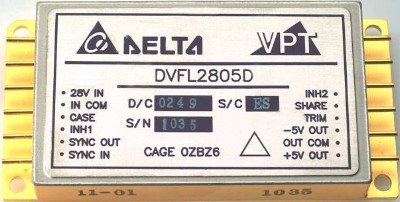 DELTA VPT
DVFL2805D
28V IN D/C 0249 S/C ES INH2
IN COM SHARE
CASE S/N 1035 TRIM
INH1 -5V OUT
SYNC OUT OUT COM
SYNC IN CAGE 0ZBZ6 +5V OUT
11-01 1035